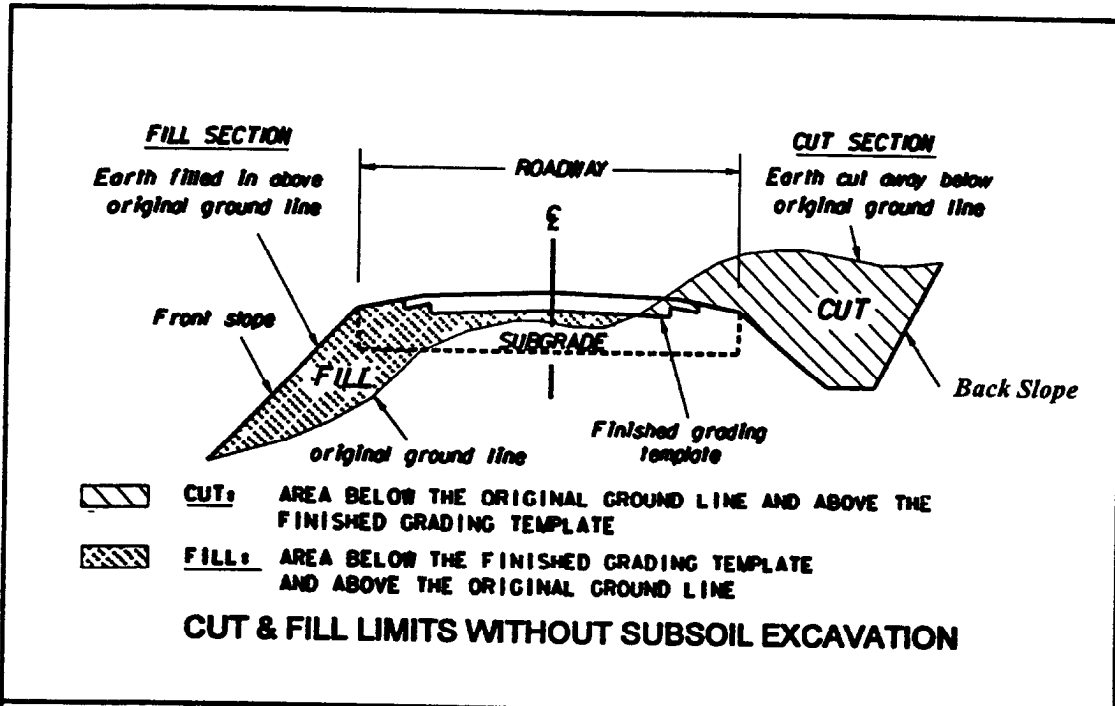 FILL SECTION
Earth filled in above
original ground line
ROADWAY
CUT SECTION
Earth cut away below
original ground line
℄
Front slope
SUBGRADE
CUT
FILL
Back Slope
original ground line
Finished grading
template
CUT: AREA BELOW THE ORIGINAL GROUND LINE AND ABOVE THE
FINISHED GRADING TEMPLATE
FILL: AREA BELOW THE FINISHED GRADING TEMPLATE
AND ABOVE THE ORIGINAL GROUND LINE
CUT & FILL LIMITS WITHOUT SUBSOIL EXCAVATION